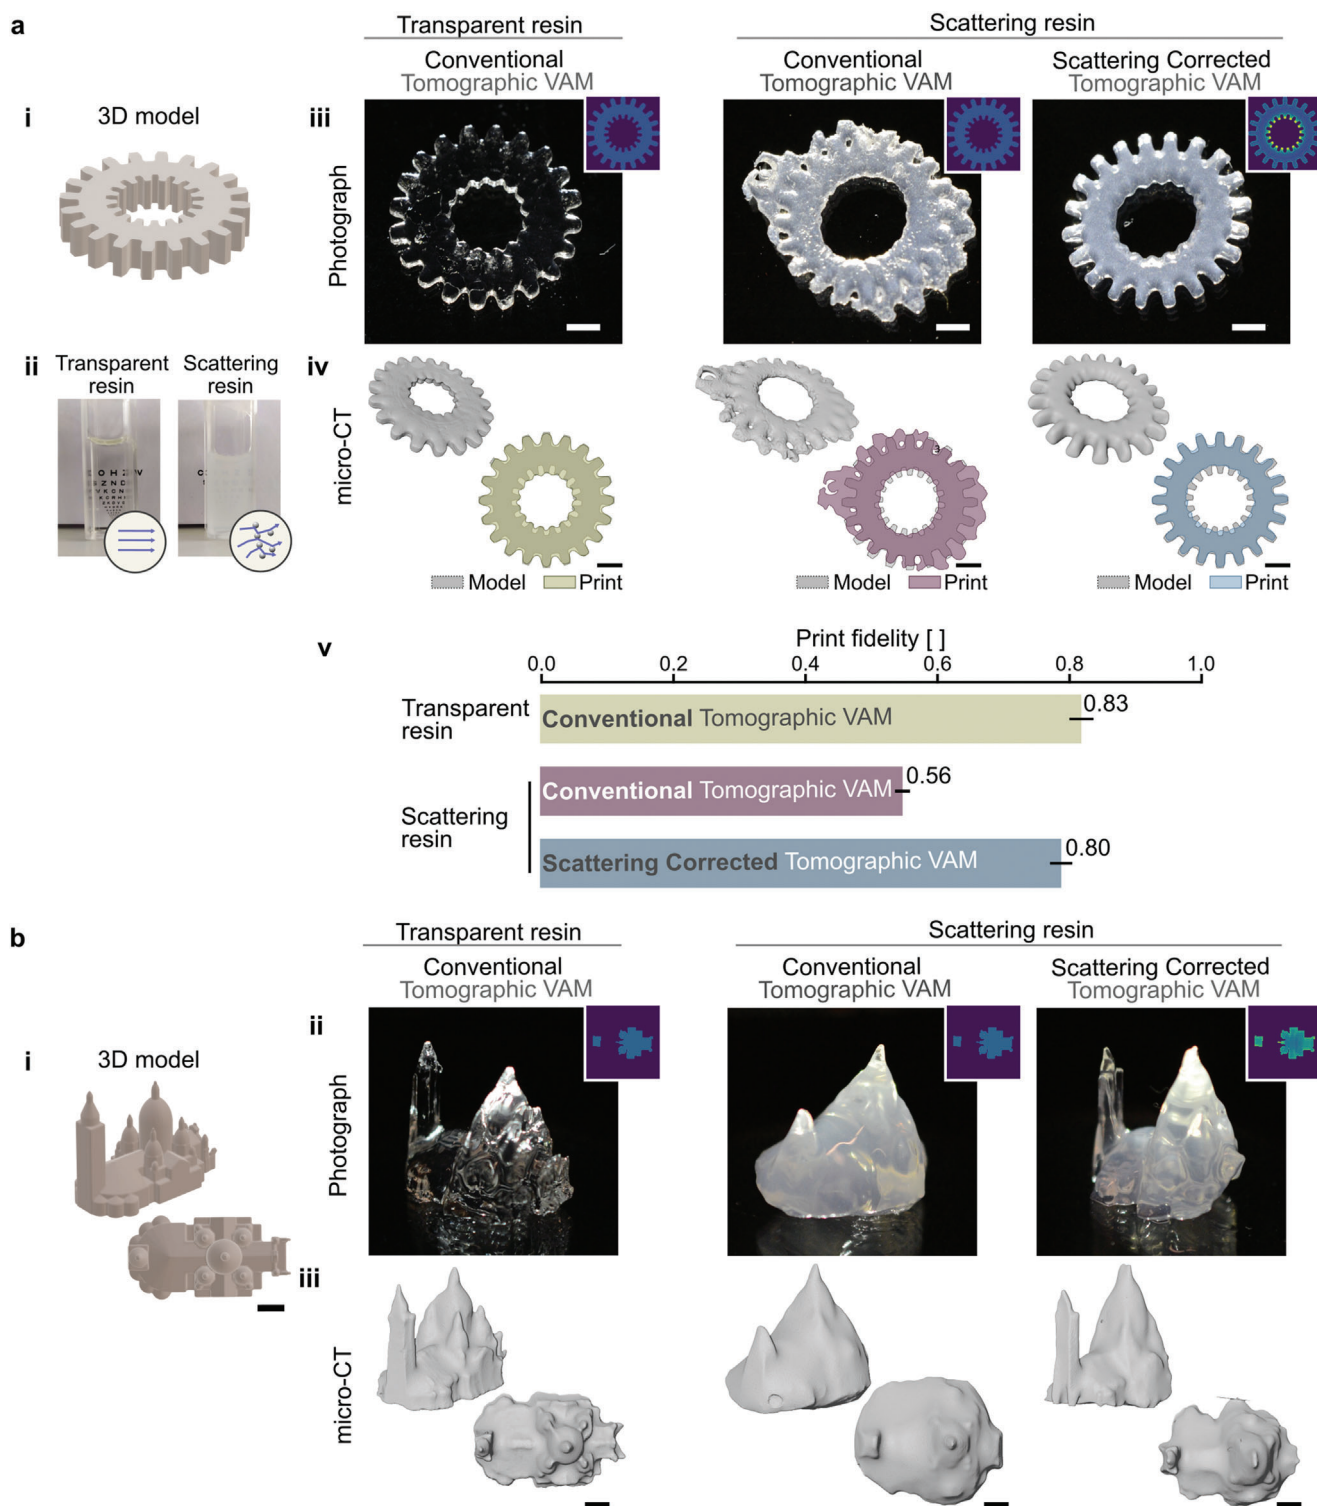 a
Transparent resin
Scattering resin
Conventional
Tomographic VAM
Conventional
Tomographic VAM
Scattering Corrected
Tomographic VAM
i
3D model
iii
Photograph
ii
Transparent
resin
Scattering
resin
iv
micro-CT
Model
Print
Model
Print
Model
Print
v
Print fidelity [ ]
0.0
0.2
0.4
0.6
0.8
1.0
Transparent
resin
Conventional Tomographic VAM
0.83
Scattering
resin
Conventional Tomographic VAM
0.56
Scattering Corrected Tomographic VAM
0.80
b
Transparent resin
Scattering resin
Conventional
Tomographic VAM
Conventional
Tomographic VAM
Scattering Corrected
Tomographic VAM
i
3D model
ii
Photograph
iii
micro-CT